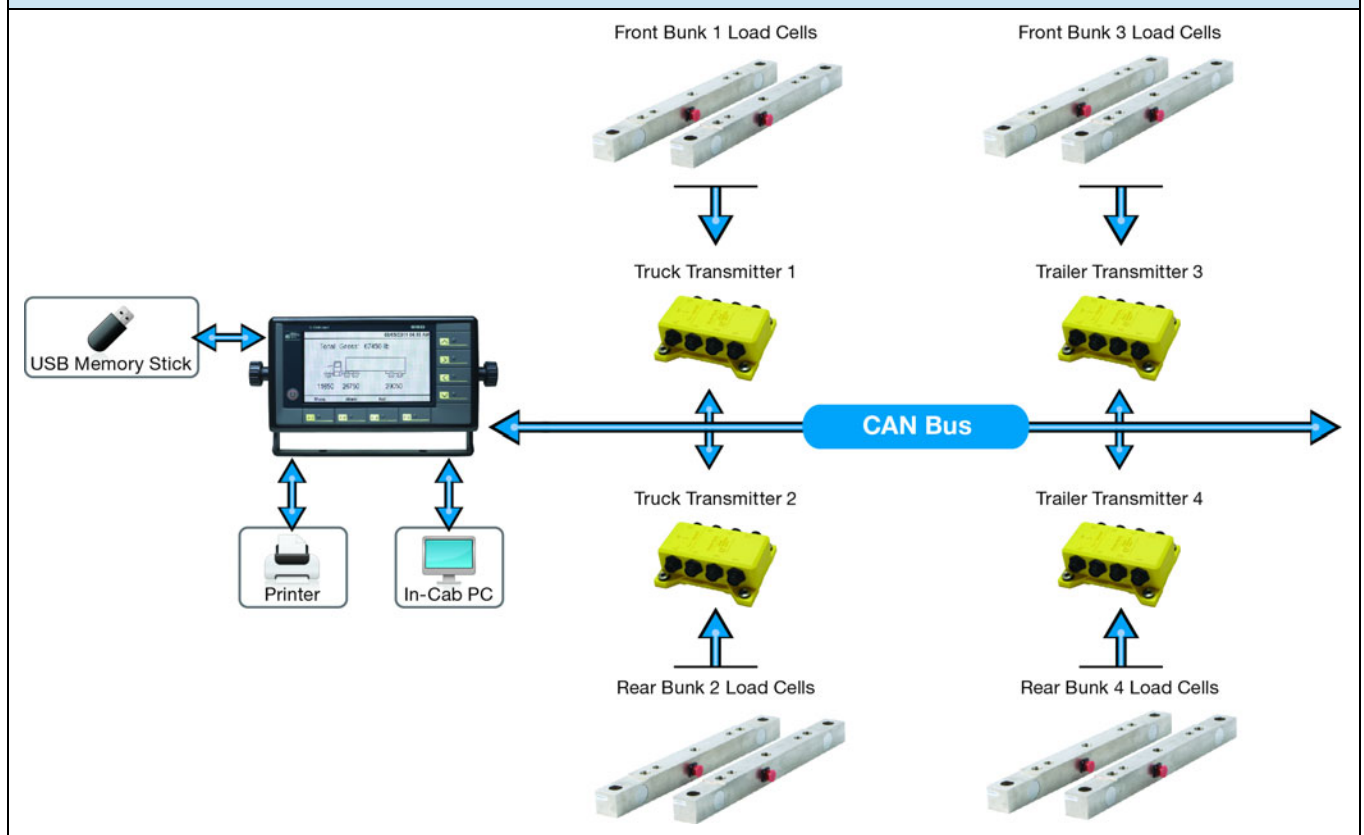 Front Bunk 1 Load Cells
Front Bunk 3 Load Cells
Truck Transmitter 1
Trailer Transmitter 3
USB Memory Stick
Total Gross: 67450 lb
CAN Bus
Truck Transmitter 2
Trailer Transmitter 4
Printer
In-Cab PC
Rear Bunk 2 Load Cells
Rear Bunk 4 Load Cells